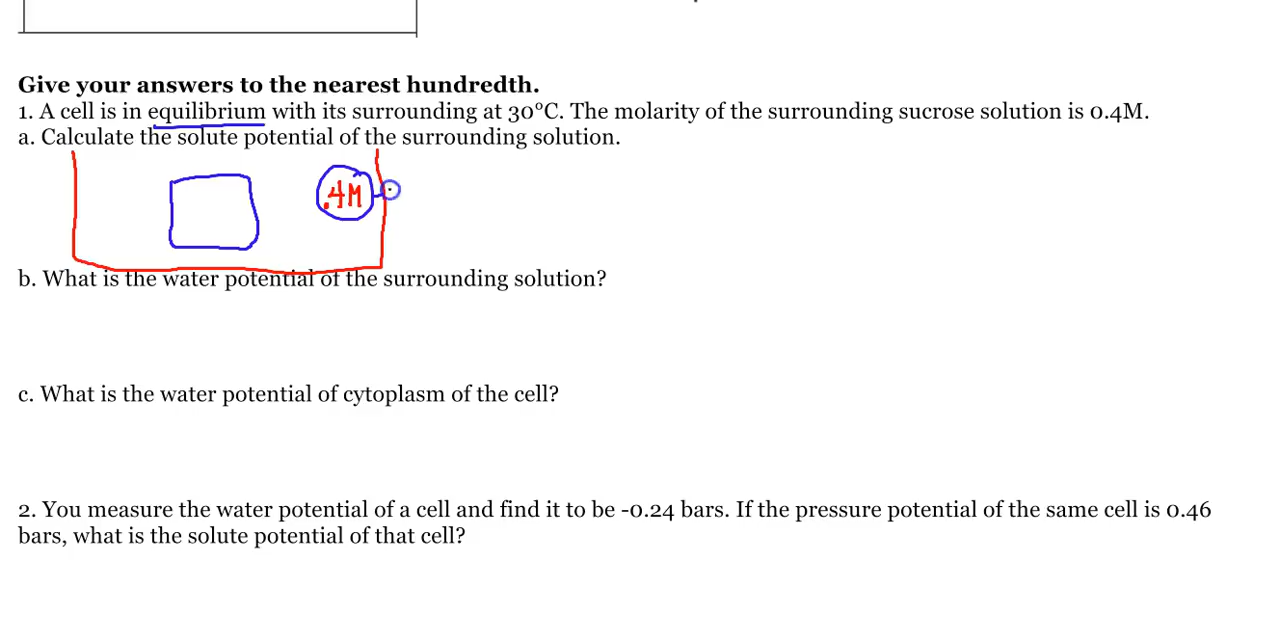 Give your answers to the nearest hundredth.
1. A cell is in equilibrium with its surrounding at 30°C. The molarity of the surrounding sucrose solution is 0.4M.
a. Calculate the solute potential of the surrounding solution.
.4M
b. What is the water potential of the surrounding solution?
c. What is the water potential of cytoplasm of the cell?
2. You measure the water potential of a cell and find it to be -0.24 bars. If the pressure potential of the same cell is 0.46
bars, what is the solute potential of that cell?